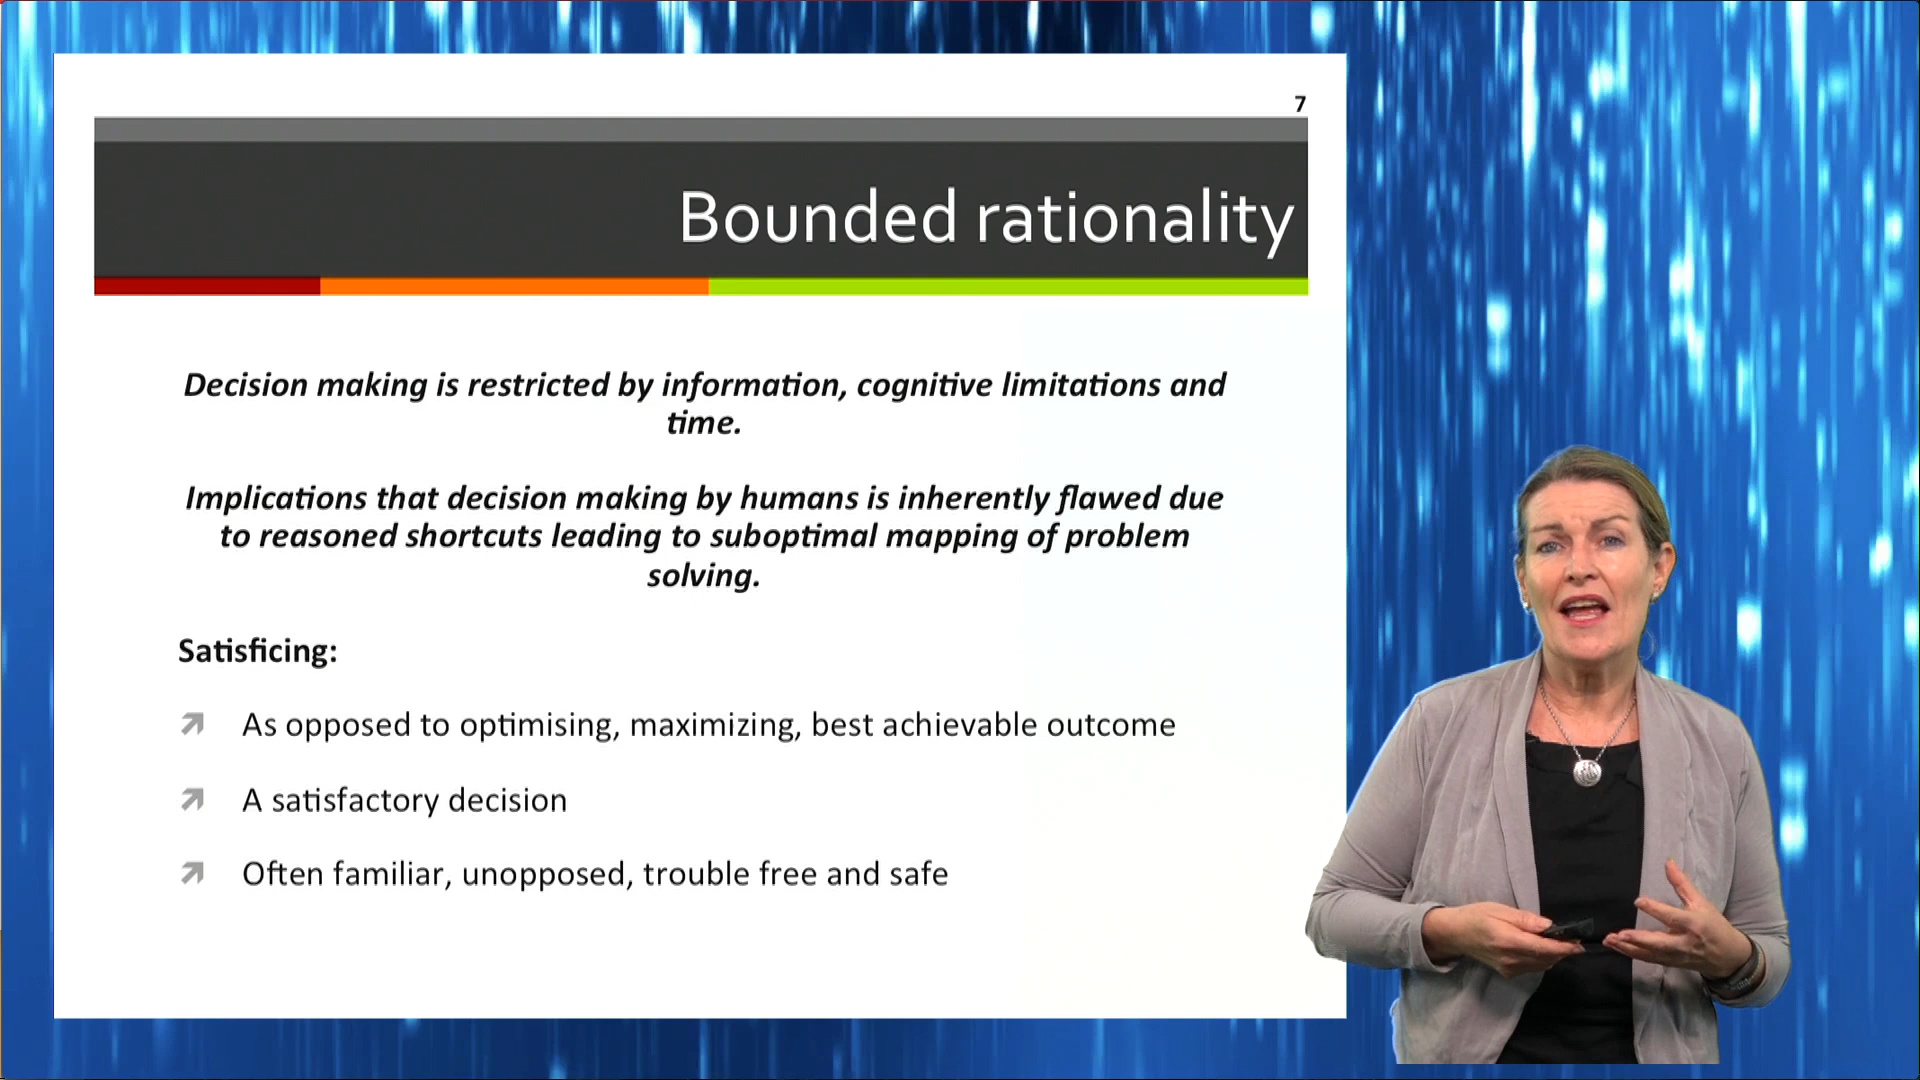 7
Bounded rationality
Decision making is restricted by information, cognitive limitations and
time.
Implications that decision making by humans is inherently flawed due
to reasoned shortcuts leading to suboptimal mapping of problem
solving.
Satisficing:
As opposed to optimising, maximizing, best achievable outcome
A satisfactory decision
Often familiar, unopposed, trouble free and safe